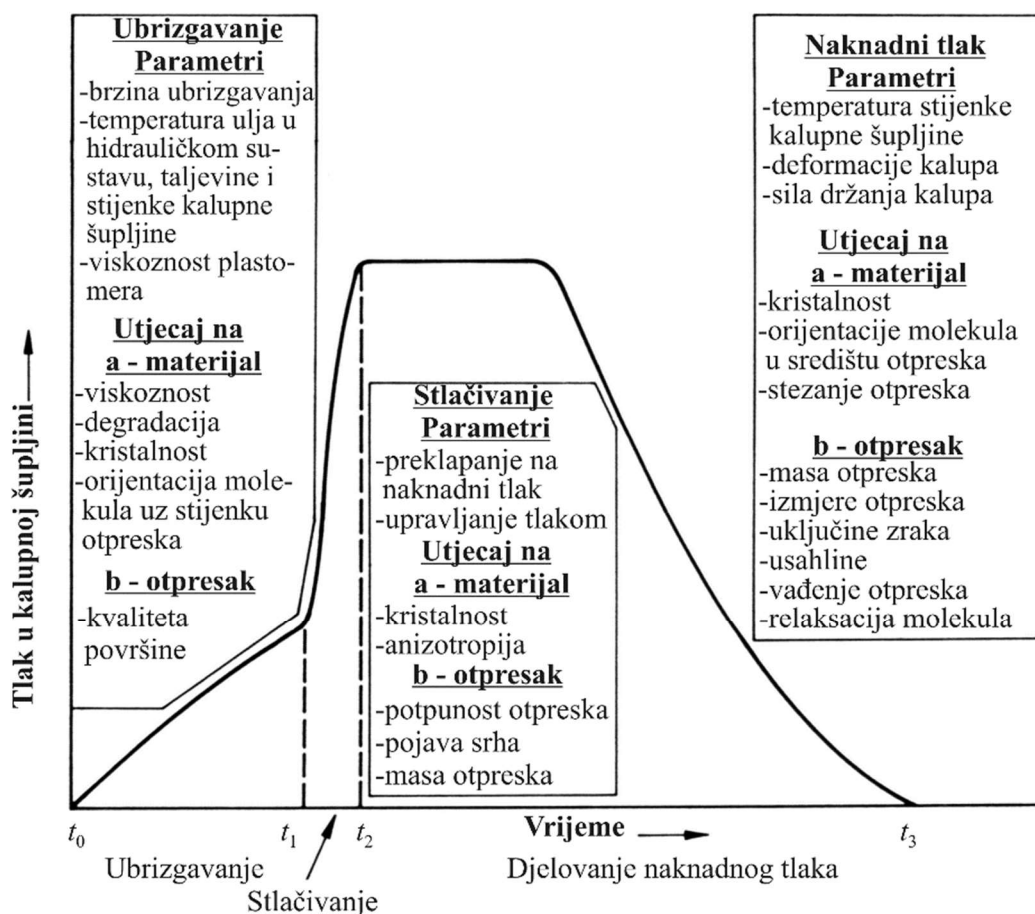 Ubrizgavanje
Parametri
-brzina ubrizgavanja
-temperatura ulja u
hidrauličkom su-
stavu, taljevine i
stijenke kalupne
šupljine
-viskoznost plasto-
mera
Utjecaj na
a - materijal
-viskoznost
-degradacija
-kristalnost
-orijentacija mole-
kula uz stijenku
otpreska
b - otpresak
-kvaliteta
površine
Stlačivanje
Parametri
-preklapanje na
naknadni tlak
-upravljanje tlakom
Utjecaj na
a - materijal
-kristalnost
-anizotropija
b - otpresak
-potpunost otpreska
-pojava srha
-masa otpreska
Naknadni tlak
Parametri
-temperatura stijenke
kalupne šupljine
-deformacije kalupa
-sila držanja kalupa
Utjecaj na
a - materijal
-kristalnost
-orijentacije molekula
u središtu otpreska
-stezanje otpreska
b - otpresak
-masa otpreska
-izmjere otpreska
-uključine zraka
-usahline
-vađenje otpreska
-relaksacija molekula
Tlak u kalupnoj šupljini
t0 t1 t2 Vrijeme t3
Ubrizgavanje
Stlačivanje
Djelovanje naknadnog tlaka